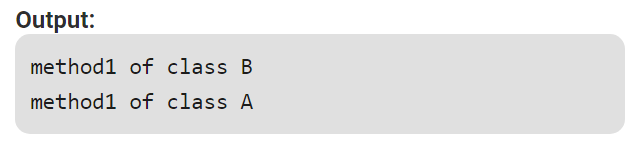 Output:
method1 of class B
method1 of class A